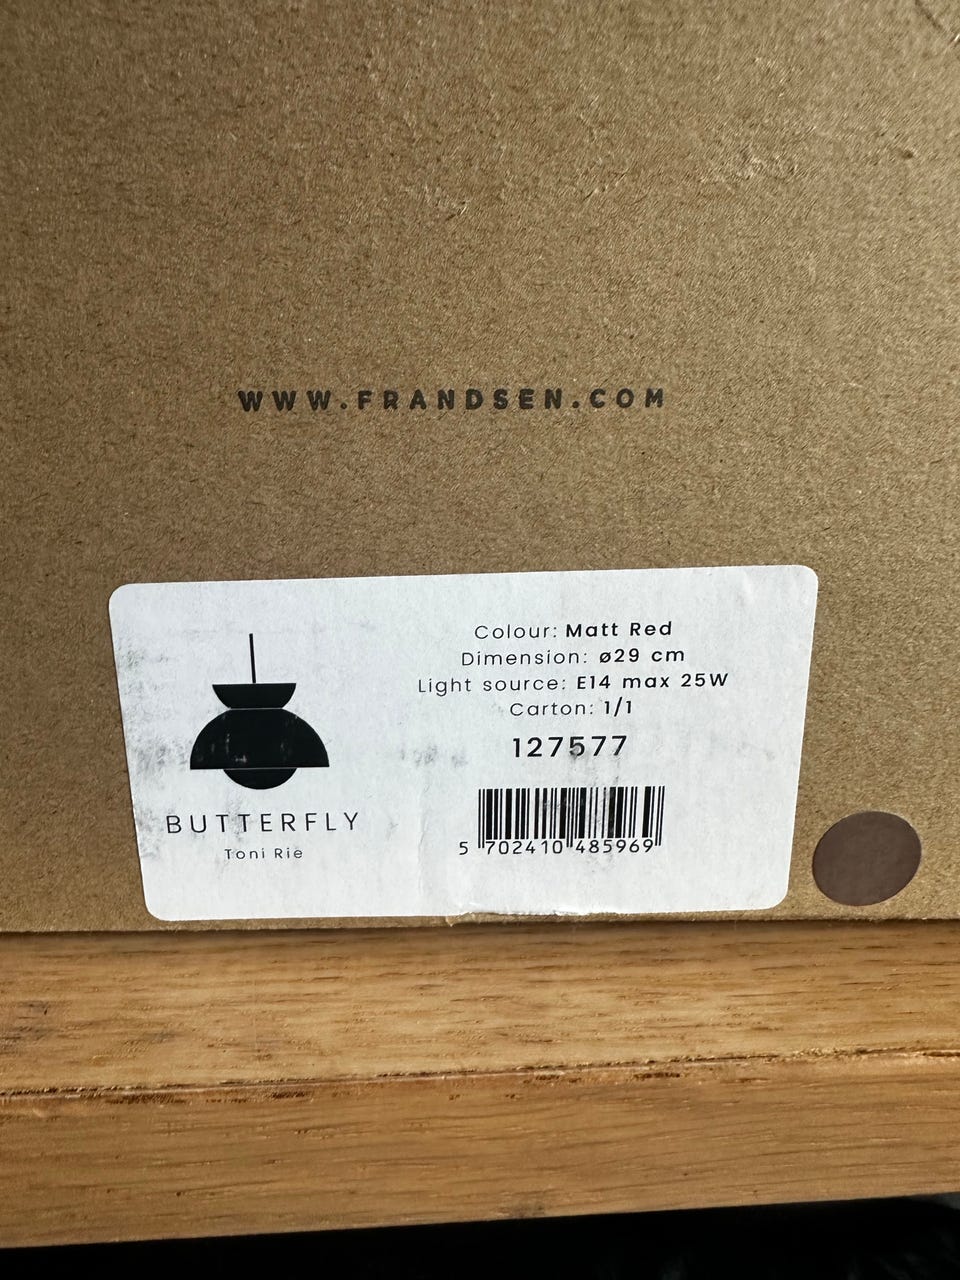 WWW.FRANDSEN.COM
Colour: Matt Red
Dimension: ø29 cm
Light source: E14 max 25W
Carton: 1/1
127577
5 702410 485969
BUTTERFLY
Toni Rie